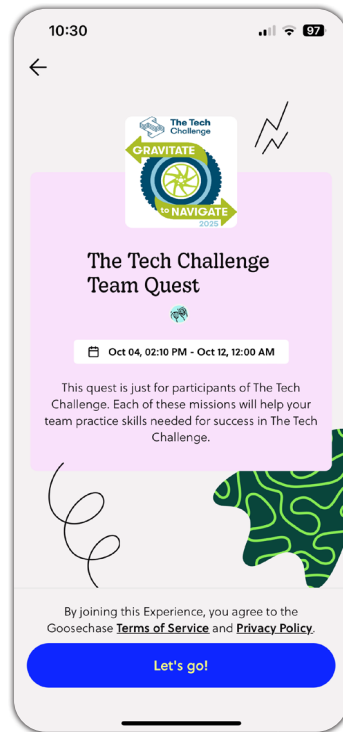 10:30
97
The Tech
Challenge
GRAVITATE
to NAVIGATE
2025
The Tech Challenge
Team Quest
Oct 04, 02:10 PM - Oct 12, 12:00 AM
This quest is just for participants of The Tech
Challenge. Each of these missions will help your
team practice skills needed for success in The Tech
Challenge.
By joining this Experience, you agree to the
Goosechase Terms of Service and Privacy Policy.
Let's go!